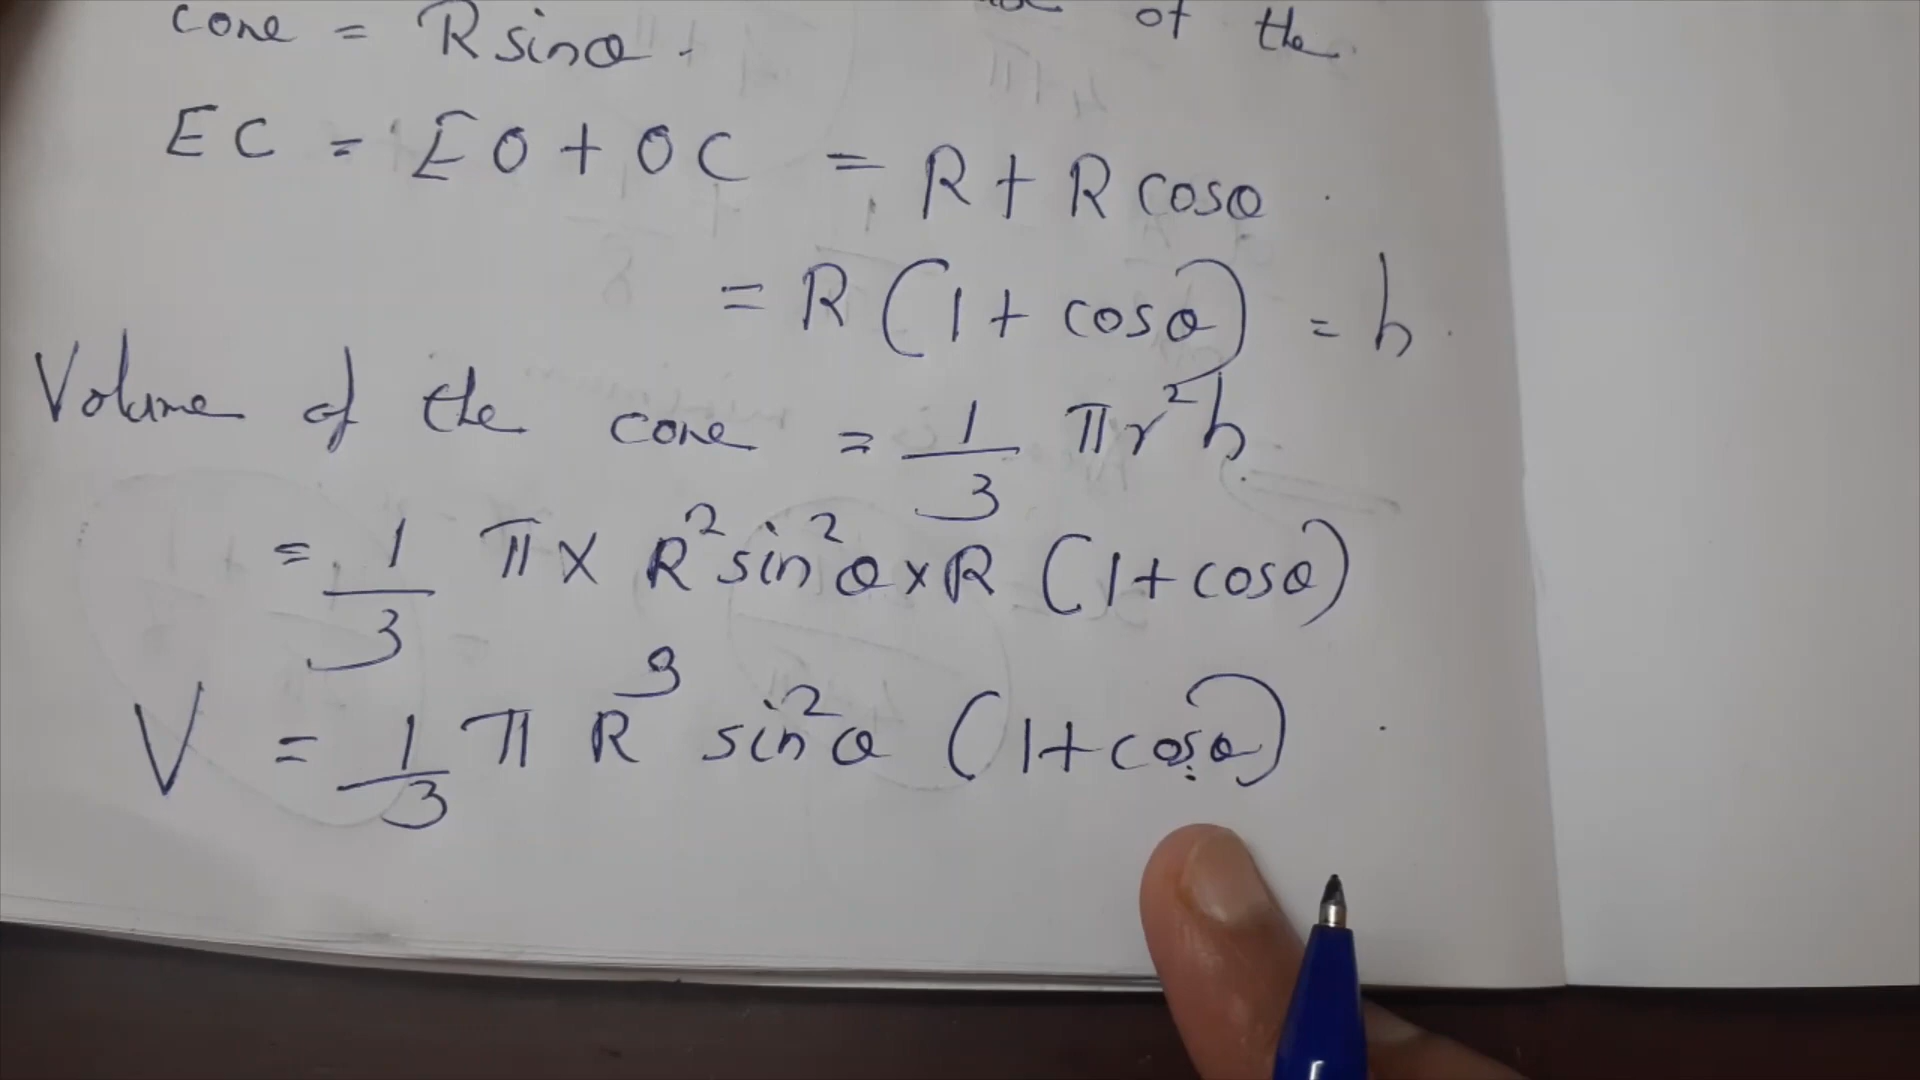 cone = R sinθ. of the
EC = EO + OC = R + R cosθ
= R (1 + cosθ) = h.
Volume of the cone = 1/3 πr²h.
= 1/3 π × R² sin²θ × R (1 + cosθ)
V = 1/3 π R³ sin²θ (1 + cosθ)